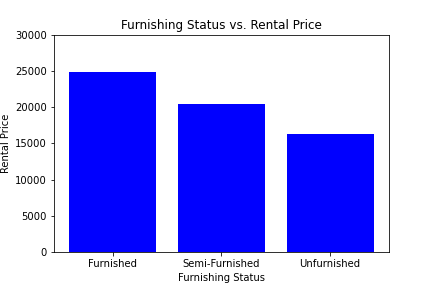 Furnishing Status vs. Rental Price
30000
25000
20000
15000
10000
5000
0
Rental Price
Furnished
Semi-Furnished
Unfurnished
Furnishing Status